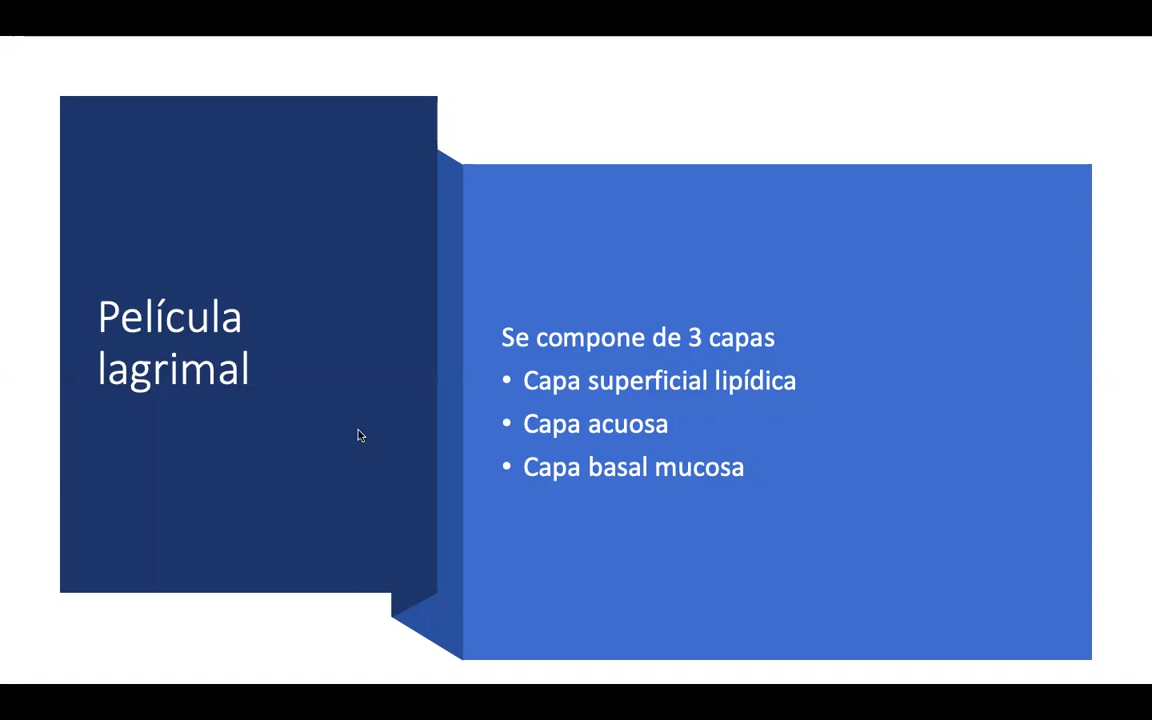 Película
lagrimal
Se compone de 3 capas
• Capa superficial lipídica
• Capa acuosa
• Capa basal mucosa